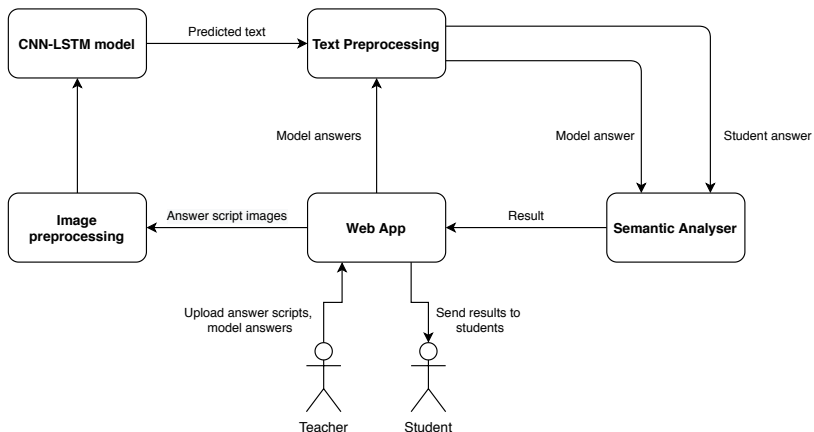 Predicted text
CNN-LSTM model
Text Preprocessing
Model answers
Model answer
Student answer
Answer script images
Result
Image
preprocessing
Web App
Semantic Analyser
Upload answer scripts,
model answers
Send results to
students
Teacher
Student